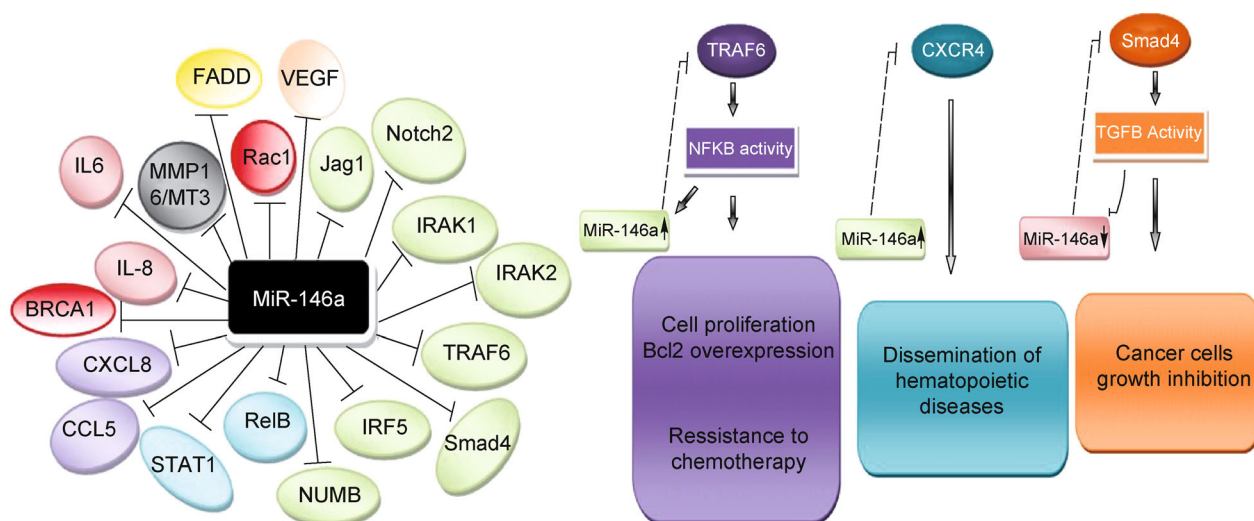 FADD
VEGF
Notch2
IL6
MMP1
6/MT3
Rac1
Jag1
IRAK1
IL-8
IRAK2
BRCA1
MiR-146a
CXCL8
TRAF6
CCL5
STAT1
RelB
IRF5
Smad4
NUMB
TRAF6
NFKB activity
MiR-146a
Cell proliferation
Bcl2 overexpression
Ressistance to
chemotherapy
CXCR4
MiR-146a
Dissemination of
hematopoietic
diseases
Smad4
TGFB Activity
MiR-146a
Cancer cells
growth inhibition